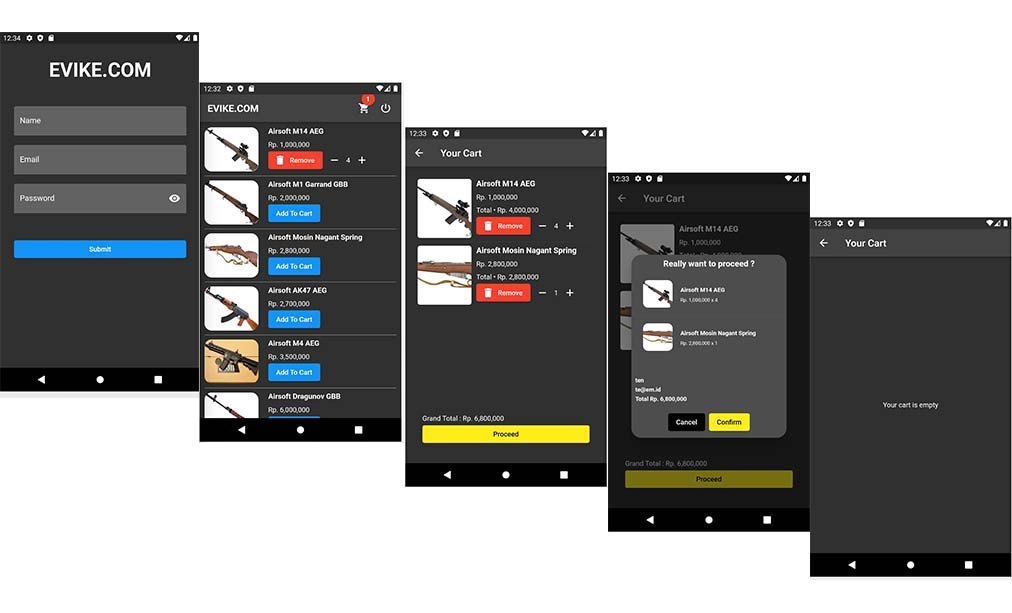 12:34
EVIKE.COM
Name
Email
Password
Submit
12:32
EVIKE.COM
1
Airsoft M14 AEG
Rp. 1,000,000
Remove
4
Airsoft M1 Garrand GBB
Rp. 2,000,000
Add To Cart
Airsoft Mosin Nagant Spring
Rp. 2,800,000
Add To Cart
Airsoft AK47 AEG
Rp. 2,700,000
Add To Cart
Airsoft M4 AEG
Rp. 3,500,000
Add To Cart
Airsoft Dragunov GBB
Rp. 6,000,000
12:33
Your Cart
Airsoft M14 AEG
Rp. 1,000,000
Total • Rp. 4,000,000
Remove
4
Airsoft Mosin Nagant Spring
Rp. 2,800,000
Total • Rp. 2,800,000
Remove
1
Grand Total : Rp. 6,800,000
Proceed
12:33
Your Cart
Airsoft M14 AEG
Rp. 1,000,000
Really want to proceed ?
Airsoft M14 AEG
Rp. 1,000,000 x 4
Airsoft Mosin Nagant Spring
Rp. 2,800,000 x 1
ten
te@em.id
Total Rp. 6,800,000
Cancel
Confirm
Grand Total : Rp. 6,800,000
Proceed
12:33
Your Cart
Your cart is empty